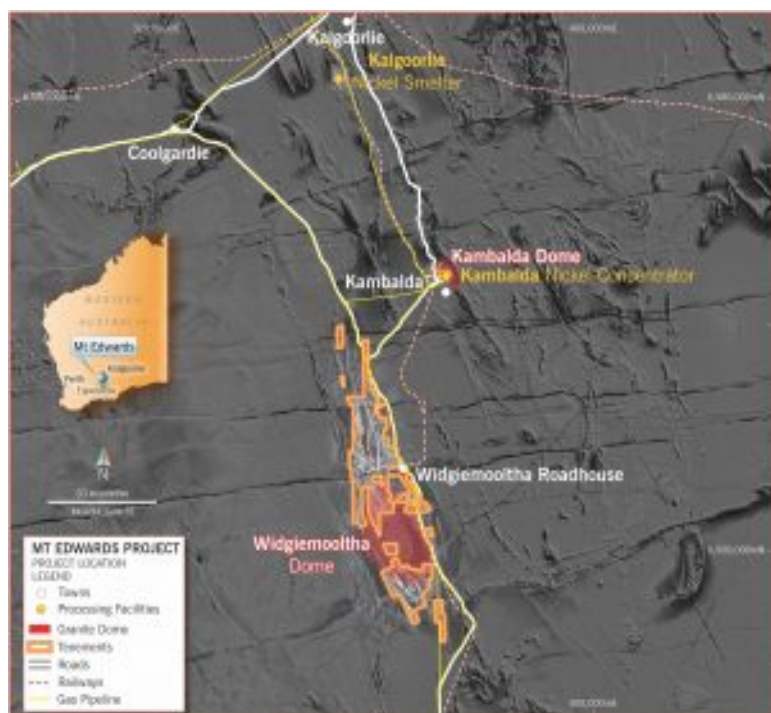 Kalgoorlie
Kalgoorlie
Nickel Smelter
Coolgardie
Kambalda Dome
Kambalda
Kambalda Nickel Concentrator
WESTERN
AUSTRALIA
Mt Edwards
Kalgoorlie
Perth
N
Widgiemooltha Roadhouse
Widgiemooltha
Dome
MT EDWARDS PROJECT
PROJECT LOCATION
LEGEND
Towns
Processing Facilities
Granite Dome
Tenements
Roads
Railways
Gas Pipeline